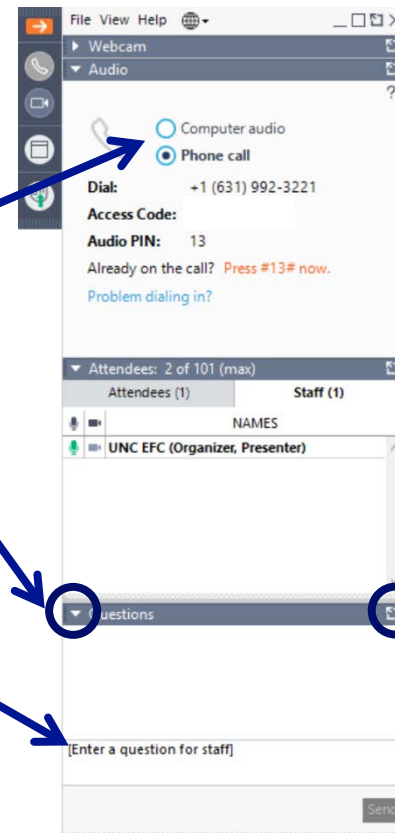 File View Help
Webcam
Audio
?
Computer audio
Phone call
Dial: +1 (631) 992-3221
Access Code:
Audio PIN: 13
Already on the call? Press #13# now.
Problem dialing in?
Attendees: 2 of 101 (max)
Attendees (1) Staff (1)
NAMES
UNC EFC (Organizer, Presenter)
Questions
[Enter a question for staff]
Send